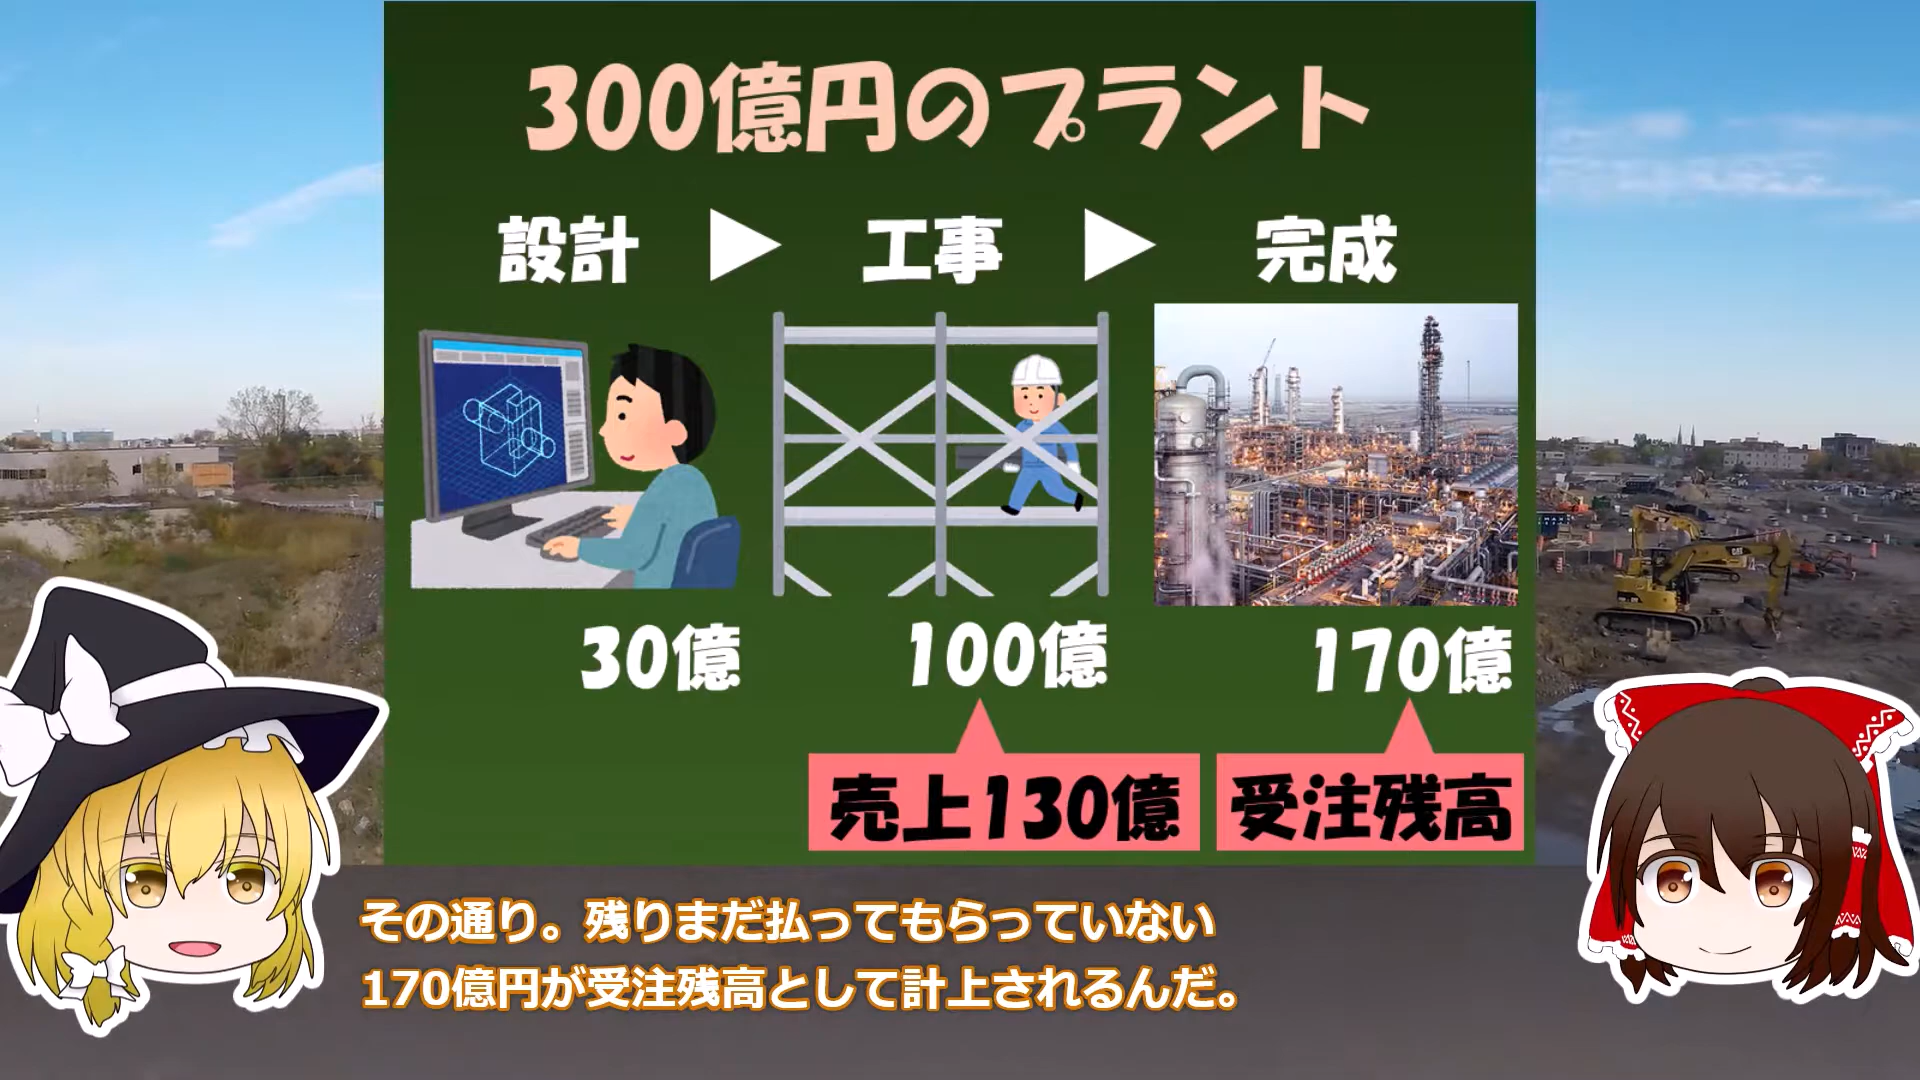 300億円のプラント
設計 ▶ 工事 ▶ 完成
30億 100億 170億
売上130億 受注残高
その通り。残りまだ払ってもらっていない
170億円が受注残高として計上されるんだ。
CAT